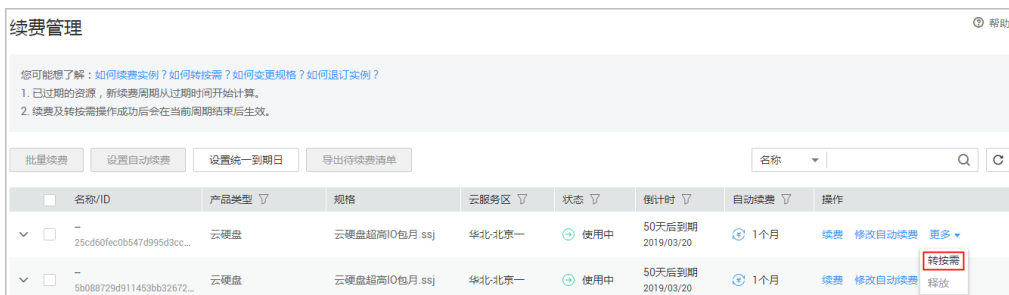 续费管理
帮助
您可能想了解：如何续费实例？如何转按需？如何变更规格？如何退订实例？
1. 已过期的资源，新续费周期从过期时间开始计算。
2. 续费及转按需操作成功后会在当前周期结束后生效。
批量续费 设置自动续费 设置统一到期日 导出待续费清单 名称
名称/ID 产品类型 规格 云服务区 状态 倒计时 自动续费 操作
-- 云硬盘 云硬盘超高IO包月.ssj 华北-北京一 使用中 50天后到期 1个月 续费 修改自动续费 更多
25cd60fec0b547d995d3cc... 2019/03/20
转按需
-- 云硬盘 云硬盘超高IO包月.ssj 华北-北京一 使用中 50天后到期 1个月 续费 修改自动续费
5b088729d911453bb32672... 2019/03/20
释放